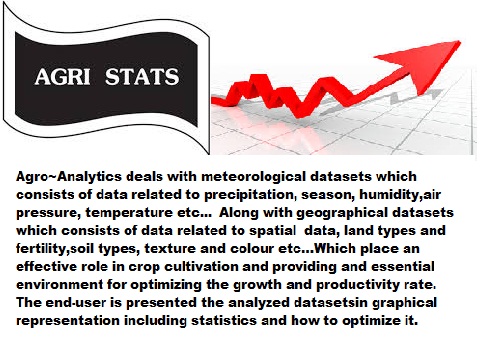 AGRI STATS
Agro~Analytics deals with meteorological datasets which
consists of data related to precipitation, season, humidity,air
pressure, temperature etc... Along with geographical datasets
which consists of data related to spatial data, land types and
fertility,soil types, texture and colour etc...Which place an
effective role in crop cultivation and providing and essential
environment for optimizing the growth and productivity rate.
The end-user is presented the analyzed datasetsin graphical
representation including statistics and how to optimize it.